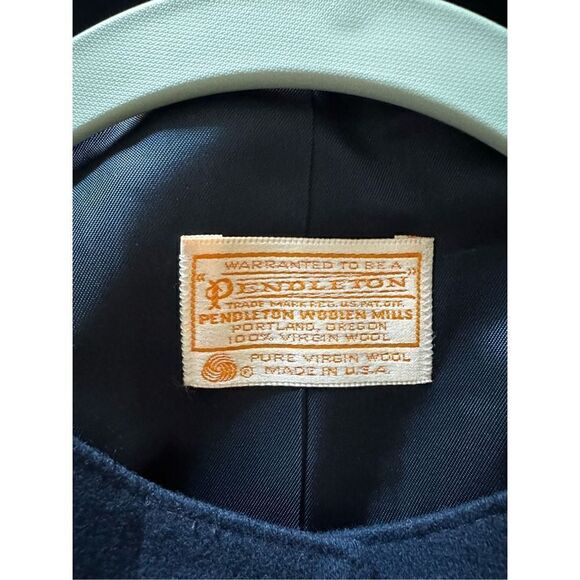 WARRANTED TO BE A
"PENDLETON"
TRADE MARK REG. U.S. PAT. OFF.
PENDLETON WOOLEN MILLS
PORTLAND, OREGON
100% VIRGIN WOOL
PURE VIRGIN WOOL
® MADE IN U.S.A.